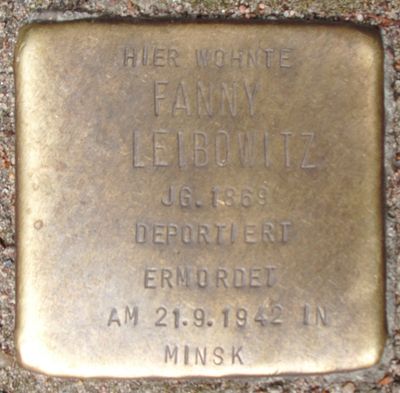 HIER WOHNTE
FANNY
LEIBOWITZ
JG. 1869
DEPORTIERT
ERMORDET
AM 21.9.1942 IN
MINSK